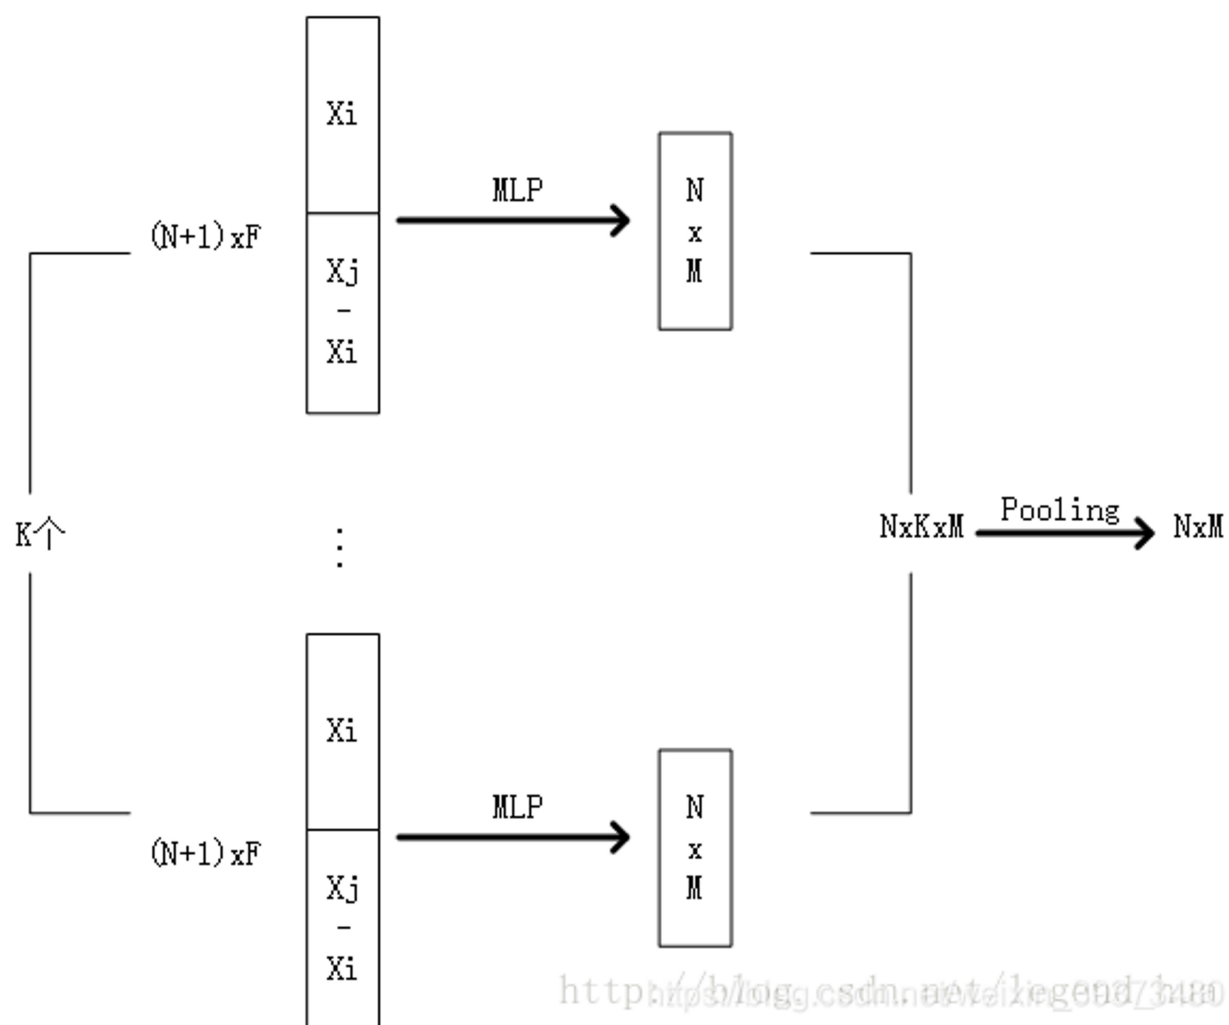 Xi
MLP
N
x
M
(N+1)xF
Xj
-
Xi
K个
⋮
NxKxM
Pooling
NxM
Xi
MLP
N
x
M
(N+1)xF
Xj
-
Xi